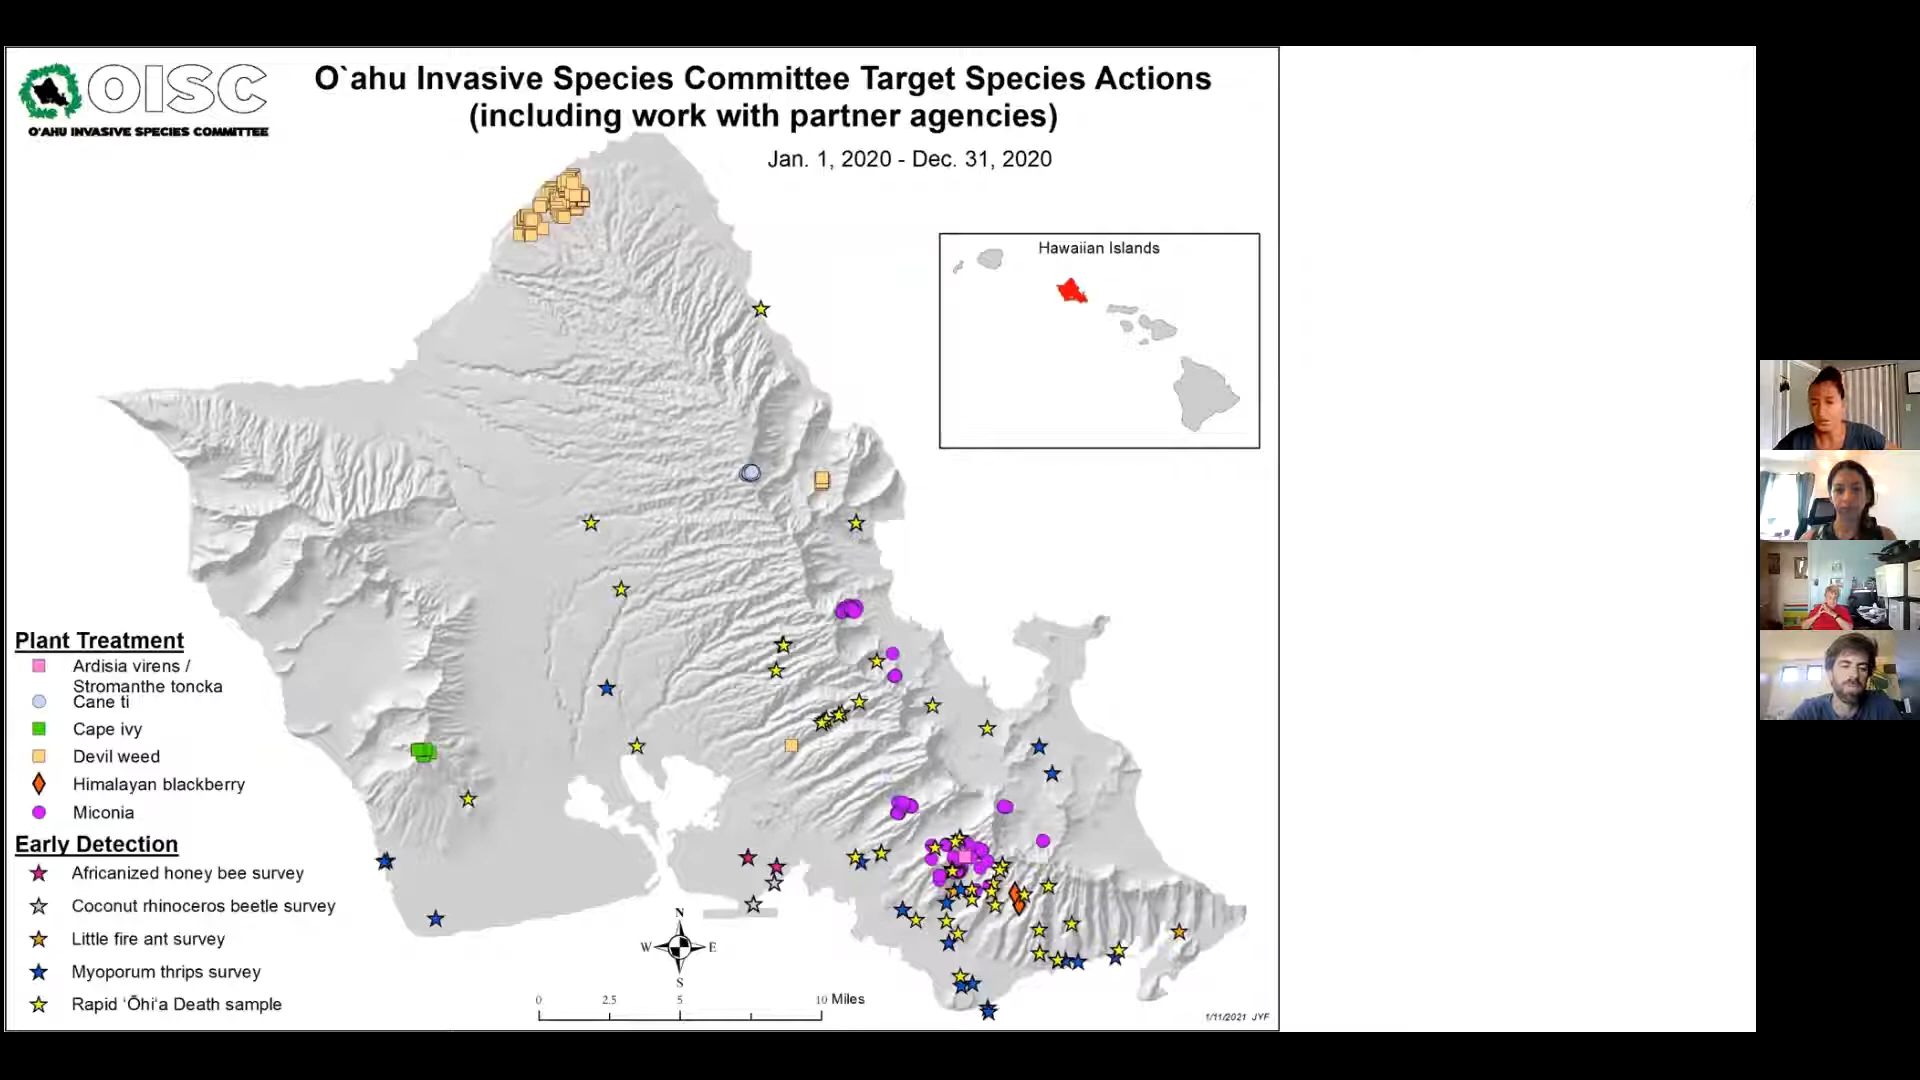 OISC
O'AHU INVASIVE SPECIES COMMITTEE
O`ahu Invasive Species Committee Target Species Actions
(including work with partner agencies)
Jan. 1, 2020 - Dec. 31, 2020
Hawaiian Islands
Plant Treatment
Ardisia virens /
Stromanthe toncka
Cane ti
Cape ivy
Devil weed
Himalayan blackberry
Miconia
Early Detection
Africanized honey bee survey
Coconut rhinoceros beetle survey
Little fire ant survey
Myoporum thrips survey
Rapid ʻŌhiʻa Death sample
N
W E
S
0 2.5 5 10 Miles
1/11/2021 JYF